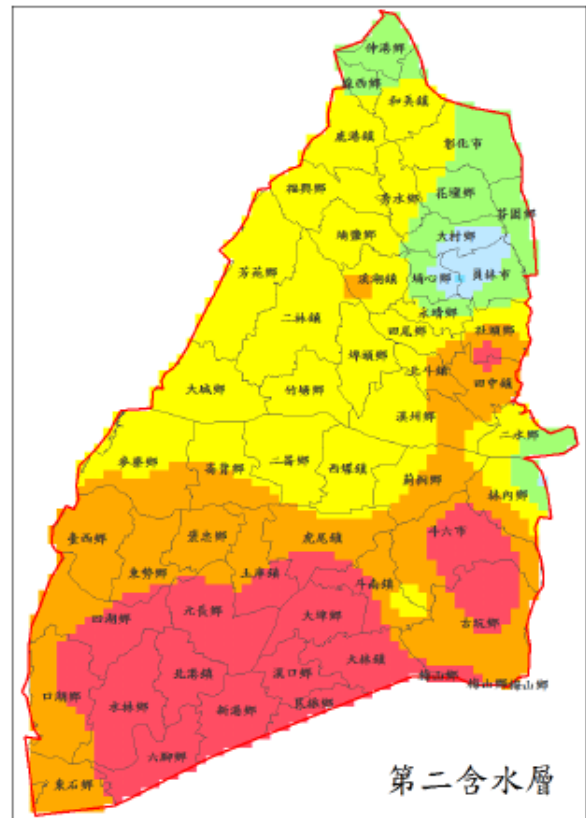 伸港鄉
線西鄉
和美鎮
鹿港鎮
彰化市
福興鄉
秀水鄉
花壇鄉
芬園鄉
埔鹽鄉
大村鄉
芳苑鄉
溪湖鎮
埔心鄉
員林市
二林鎮
永靖鄉
田尾鄉
社頭鄉
埤頭鄉
北斗鎮
田中鎮
大城鄉
竹塘鄉
溪州鄉
二水鄉
麥寮鄉
崙背鄉
二崙鄉
西螺鎮
莿桐鄉
林內鄉
臺西鄉
褒忠鄉
虎尾鎮
斗六市
東勢鄉
土庫鎮
斗南鎮
四湖鄉
元長鄉
大埤鄉
古坑鄉
口湖鄉
北港鎮
溪口鄉
大林鎮
梅山鄉
梅山鄉
梅山鄉
水林鄉
新港鄉
民雄鄉
六腳鄉
東石鄉
第二含水層